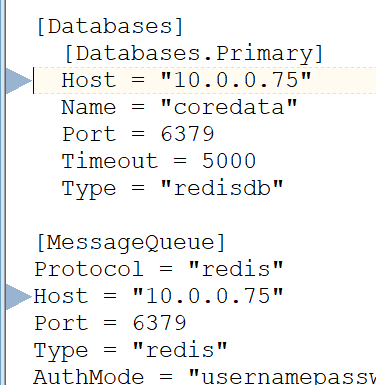 [Databases]
[Databases.Primary]
Host = "10.0.0.75"
Name = "coredata"
Port = 6379
Timeout = 5000
Type = "redisdb"
[MessageQueue]
Protocol = "redis"
Host = "10.0.0.75"
Port = 6379
Type = "redis"
AuthMode = "usernamepassw